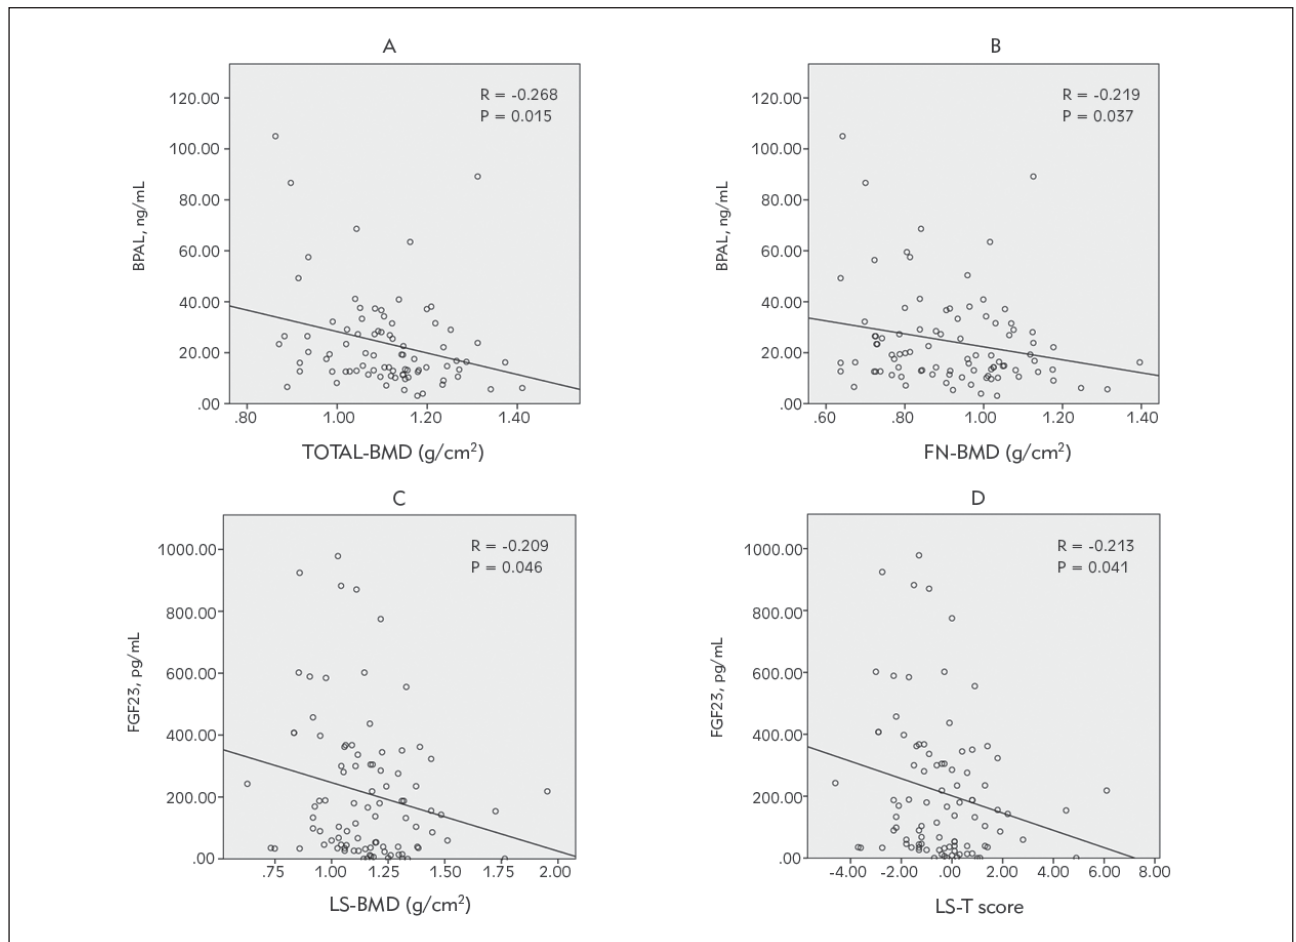 A
R = -0.268
P = 0.015
120.00
100.00
80.00
60.00
40.00
20.00
.00
BPAL, ng/mL
.80 1.00 1.20 1.40
TOTAL-BMD (g/cm²)
B
R = -0.219
P = 0.037
120.00
100.00
80.00
60.00
40.00
20.00
.00
BPAL, ng/mL
.60 .80 1.00 1.20 1.40
FN-BMD (g/cm²)
C
R = -0.209
P = 0.046
1000.00
800.00
600.00
400.00
200.00
.00
FGF23, pg/mL
.75 1.00 1.25 1.50 1.75 2.00
LS-BMD (g/cm²)
D
R = -0.213
P = 0.041
1000.00
800.00
600.00
400.00
200.00
.00
FGF23, pg/mL
-4.00 -2.00 .00 2.00 4.00 6.00 8.00
LS-T score